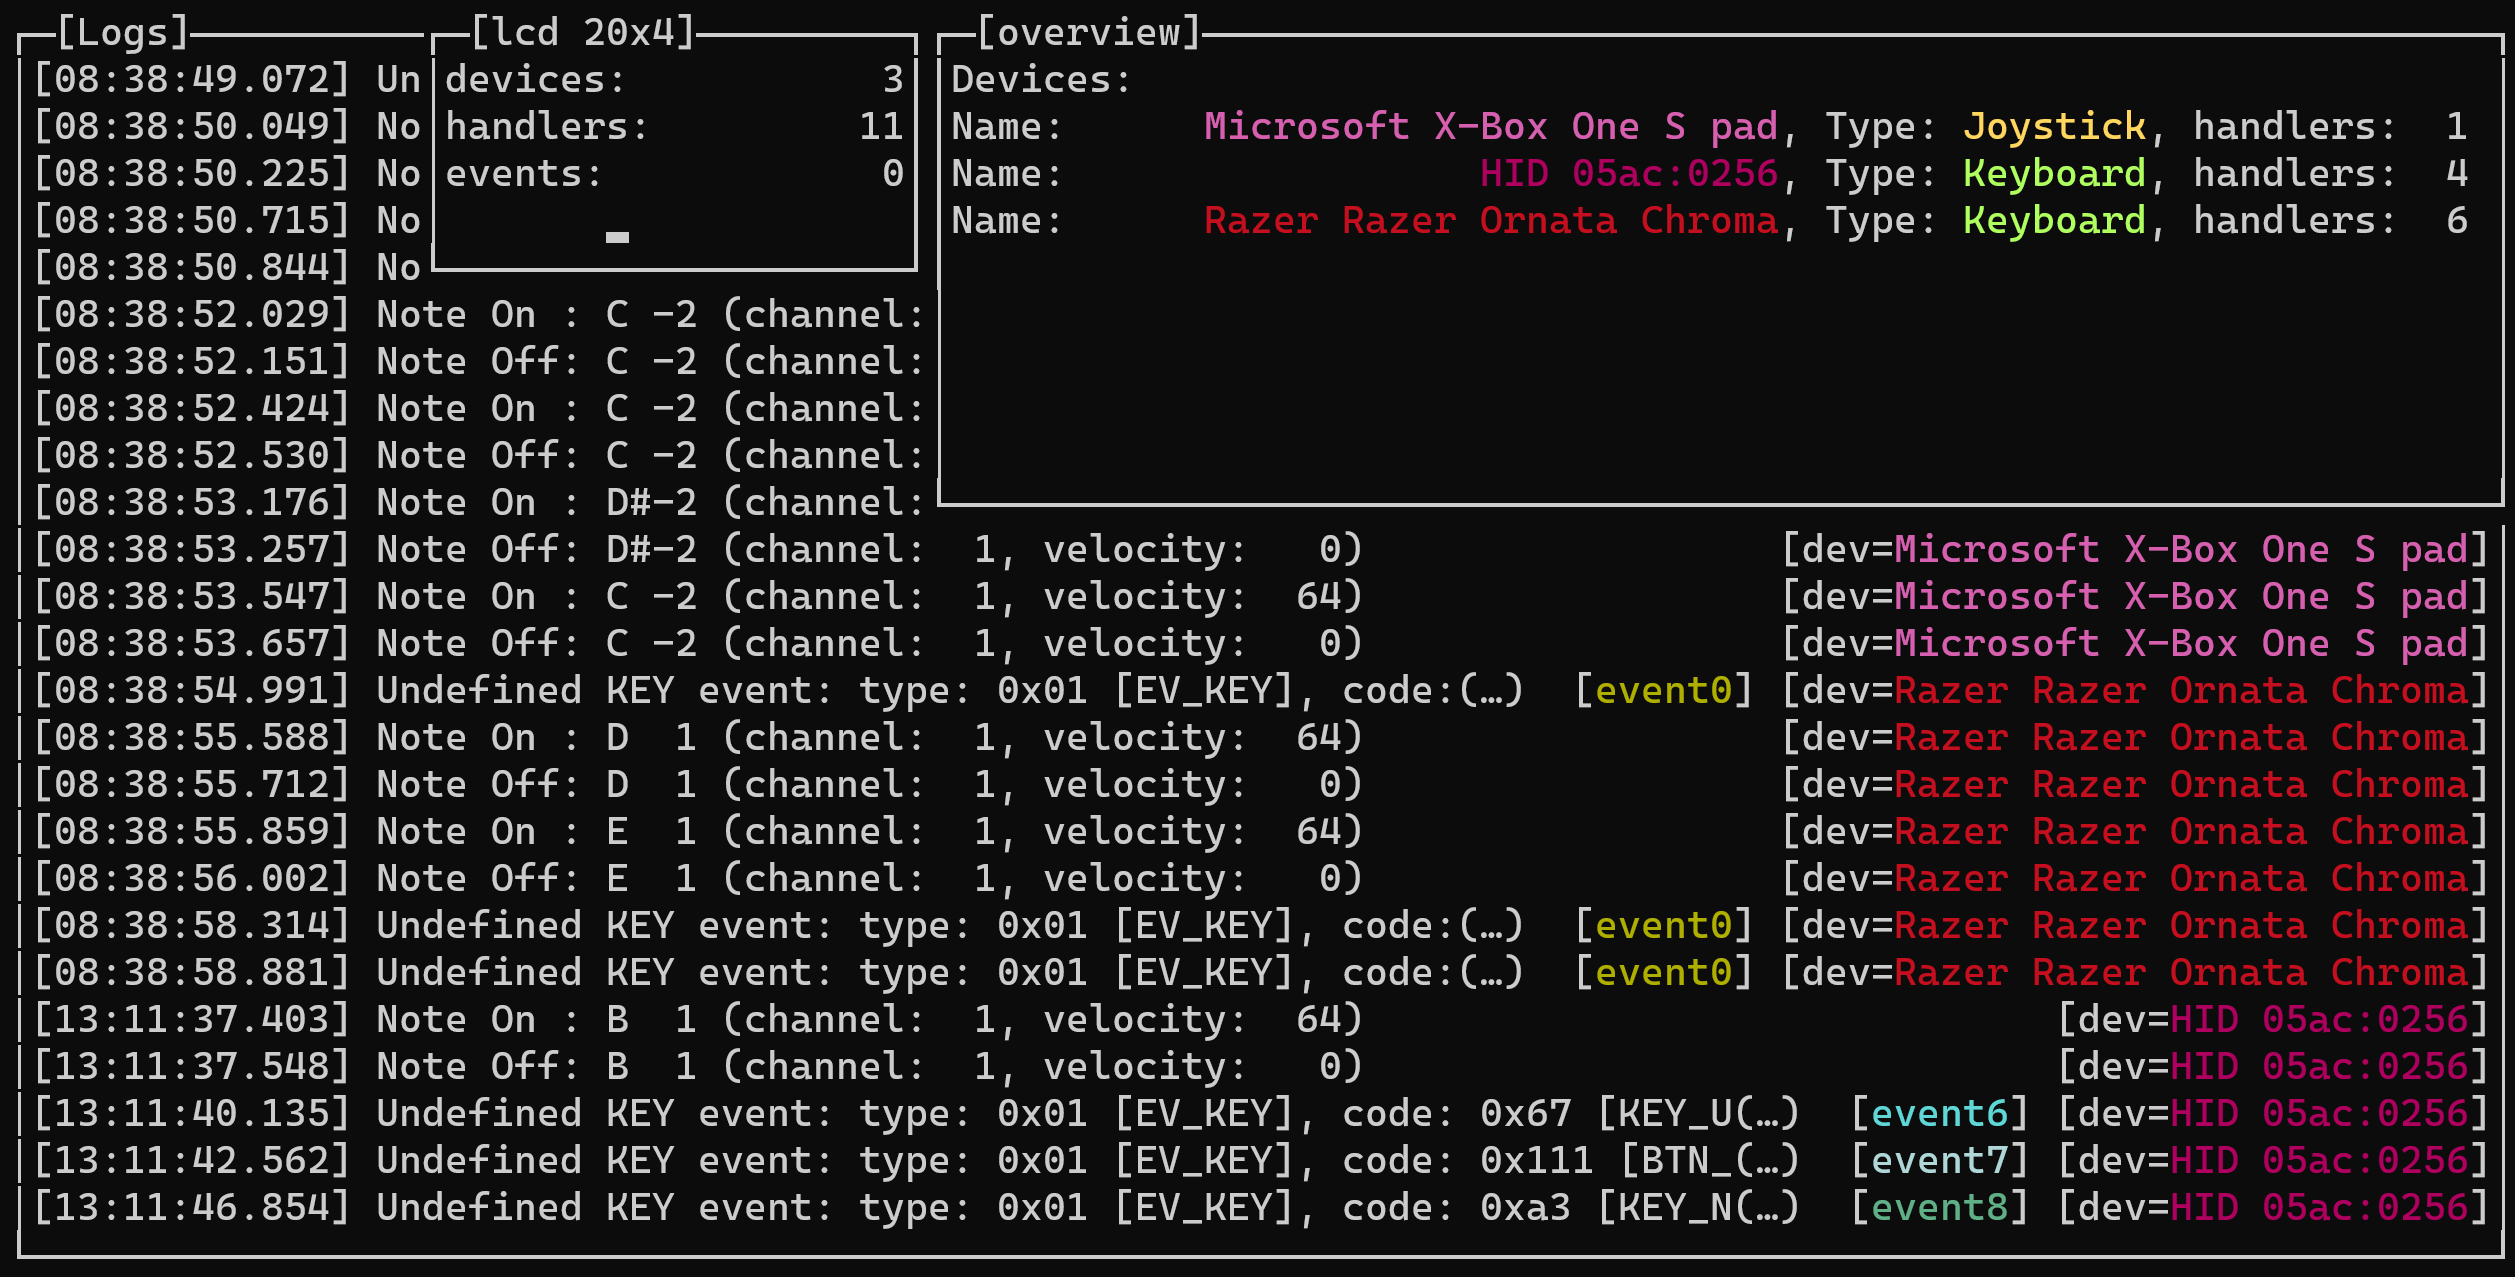 [Logs] [lcd 20x4] [overview]
[08:38:49.072] Un devices: 3 Devices:
[08:38:50.049] No handlers: 11 Name: Microsoft X-Box One S pad, Type: Joystick, handlers: 1
[08:38:50.225] No events: 0 Name: HID 05ac:0256, Type: Keyboard, handlers: 4
[08:38:50.715] No Name: Razer Razer Ornata Chroma, Type: Keyboard, handlers: 6
[08:38:50.844] No
[08:38:52.029] Note On : C -2 (channel:
[08:38:52.151] Note Off: C -2 (channel:
[08:38:52.424] Note On : C -2 (channel:
[08:38:52.530] Note Off: C -2 (channel:
[08:38:53.176] Note On : D#-2 (channel:
[08:38:53.257] Note Off: D#-2 (channel: 1, velocity: 0) [dev=Microsoft X-Box One S pad]
[08:38:53.547] Note On : C -2 (channel: 1, velocity: 64) [dev=Microsoft X-Box One S pad]
[08:38:53.657] Note Off: C -2 (channel: 1, velocity: 0) [dev=Microsoft X-Box One S pad]
[08:38:54.991] Undefined KEY event: type: 0x01 [EV_KEY], code:(…) [event0] [dev=Razer Razer Ornata Chroma]
[08:38:55.588] Note On : D 1 (channel: 1, velocity: 64) [dev=Razer Razer Ornata Chroma]
[08:38:55.712] Note Off: D 1 (channel: 1, velocity: 0) [dev=Razer Razer Ornata Chroma]
[08:38:55.859] Note On : E 1 (channel: 1, velocity: 64) [dev=Razer Razer Ornata Chroma]
[08:38:56.002] Note Off: E 1 (channel: 1, velocity: 0) [dev=Razer Razer Ornata Chroma]
[08:38:58.314] Undefined KEY event: type: 0x01 [EV_KEY], code:(…) [event0] [dev=Razer Razer Ornata Chroma]
[08:38:58.881] Undefined KEY event: type: 0x01 [EV_KEY], code:(…) [event0] [dev=Razer Razer Ornata Chroma]
[13:11:37.403] Note On : B 1 (channel: 1, velocity: 64) [dev=HID 05ac:0256]
[13:11:37.548] Note Off: B 1 (channel: 1, velocity: 0) [dev=HID 05ac:0256]
[13:11:40.135] Undefined KEY event: type: 0x01 [EV_KEY], code: 0x67 [KEY_U(…) [event6] [dev=HID 05ac:0256]
[13:11:42.562] Undefined KEY event: type: 0x01 [EV_KEY], code: 0x111 [BTN_(…) [event7] [dev=HID 05ac:0256]
[13:11:46.854] Undefined KEY event: type: 0x01 [EV_KEY], code: 0xa3 [KEY_N(…) [event8] [dev=HID 05ac:0256]